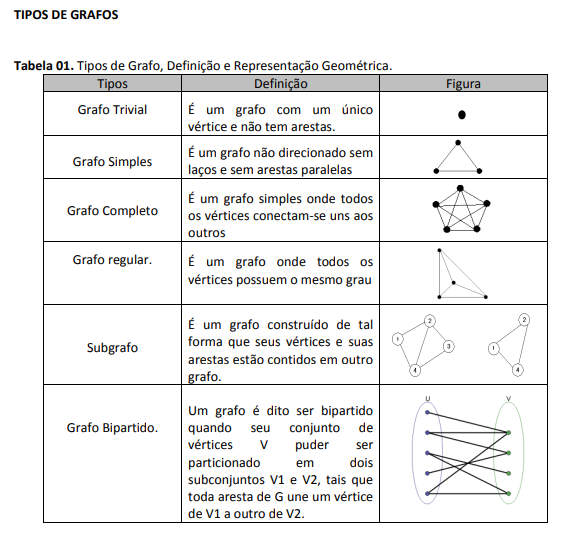 TIPOS DE GRAFOS
Tabela 01. Tipos de Grafo, Definição e Representação Geométrica.
Tipos
Definição
Figura
Grafo Trivial
É um grafo com um único
vértice e não tem arestas.
Grafo Simples
É um grafo não direcionado sem
laços e sem arestas paralelas
Grafo Completo
É um grafo simples onde todos
os vértices conectam-se uns aos
outros
Grafo regular.
É um grafo onde todos os
vértices possuem o mesmo grau
Subgrafo
É um grafo construído de tal
forma que seus vértices e suas
arestas estão contidos em outro
grafo.
1
2
3
4
1
2
4
Grafo Bipartido.
Um grafo é dito ser bipartido
quando seu conjunto de
vértices V puder ser
particionado em dois
subconjuntos V1 e V2, tais que
toda aresta de G une um vértice
de V1 a outro de V2.
U
V